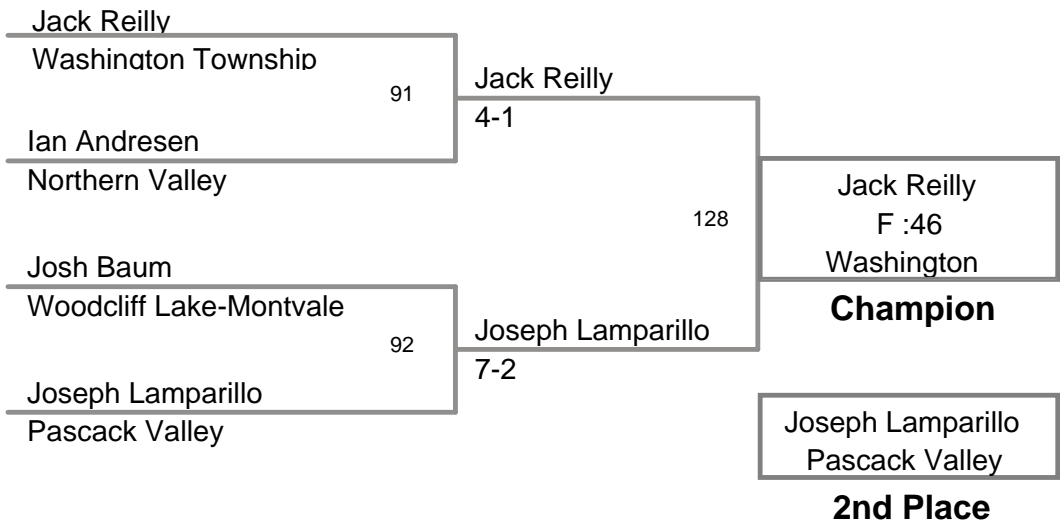 Jack Reilly
Washington Township
91
Ian Andresen
Northern Valley
Jack Reilly
4-1
Josh Baum
Woodcliff Lake-Montvale
92
Joseph Lamparillo
Pascack Valley
Joseph Lamparillo
7-2
128
Jack Reilly
F :46
Washington
Champion
Joseph Lamparillo
Pascack Valley
2nd Place